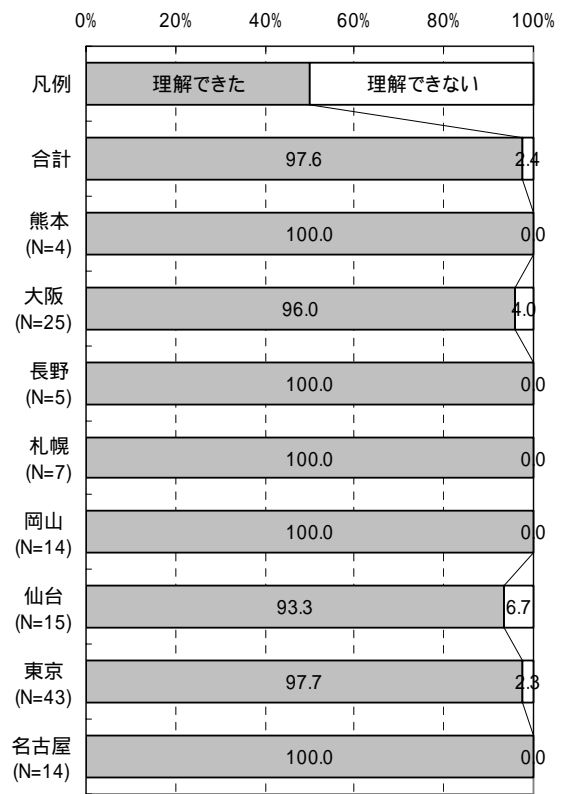 0% 20% 40% 60% 80% 100%
凡例 理解できた 理解できない
合計 97.6 2.4
熊本
(N=4) 100.0 0.0
大阪
(N=25) 96.0 4.0
長野
(N=5) 100.0 0.0
札幌
(N=7) 100.0 0.0
岡山
(N=14) 100.0 0.0
仙台
(N=15) 93.3 6.7
東京
(N=43) 97.7 2.3
名古屋
(N=14) 100.0 0.0